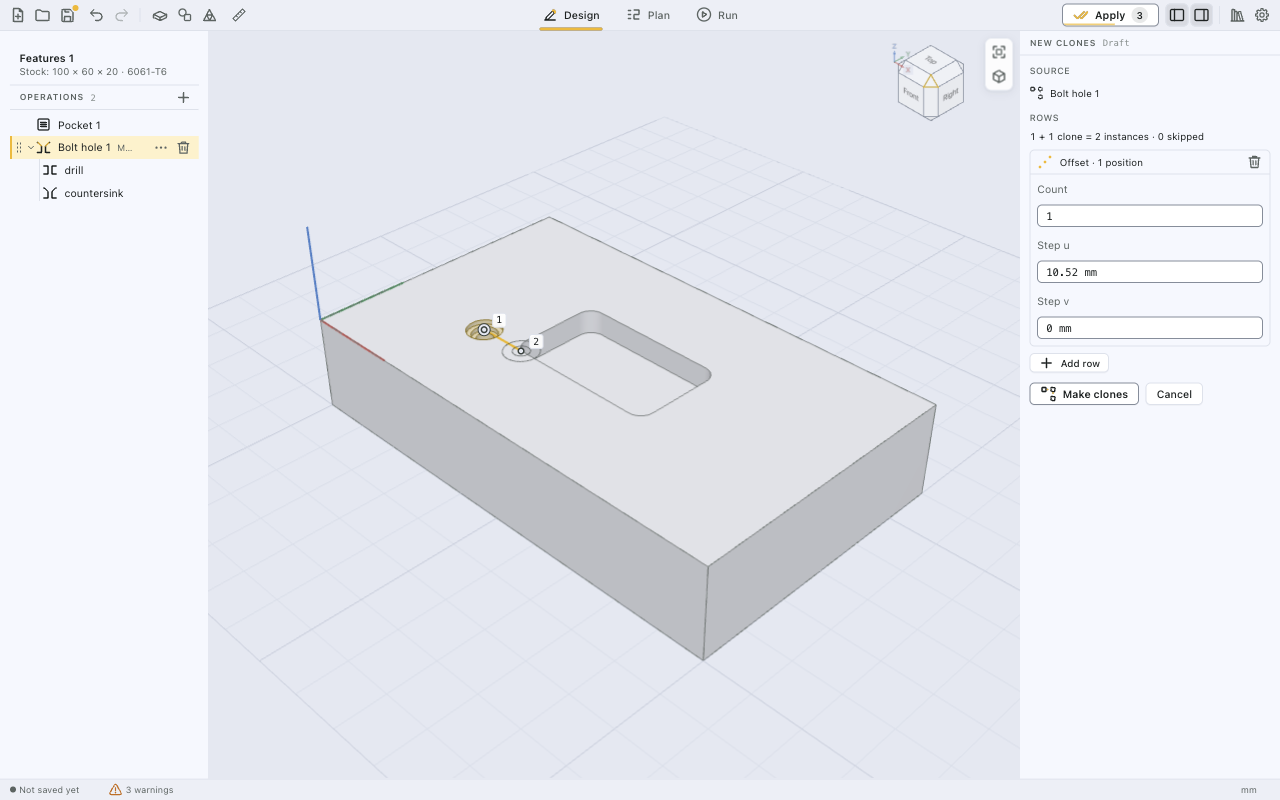 Design
Plan
Run
Apply 3
Features 1
Stock: 100 × 60 × 20 · 6061-T6
OPERATIONS 2
Pocket 1
Bolt hole 1 M...
drill
countersink
1
2
Z
Y
X
Top
Front
Right
NEW CLONES Draft
SOURCE
Bolt hole 1
ROWS
1 + 1 clone = 2 instances · 0 skipped
Offset · 1 position
Count
1
Step u
10.52 mm
Step v
0 mm
Add row
Make clones
Cancel
Not saved yet
3 warnings
mm